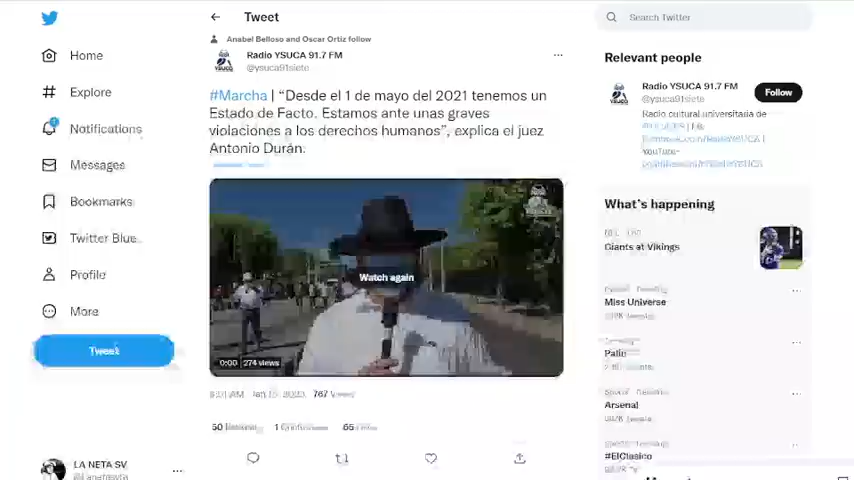 Tweet
Search Twitter
Home
Explore
Notifications
Messages
Bookmarks
Twitter Blue
Profile
More
Tweet
LA NETA SV
Anabel Belloso and Oscar Ortiz follow
Radio YSUCA 91.7 FM
@ysuca91siete
#Marcha | “Desde el 1 de mayo del 2021 tenemos un
Estado de Facto. Estamos ante unas graves
violaciones a los derechos humanos”, explica el juez
Antonio Durán.
Watch again
0:00 274 views
767 Views
50
1
65
Relevant people
Radio YSUCA 91.7 FM
@ysuca91siete
Follow
Radio cultural universitaria de
What's happening
Giants at Vikings
Miss Universe
Arsenal
#ElClasico